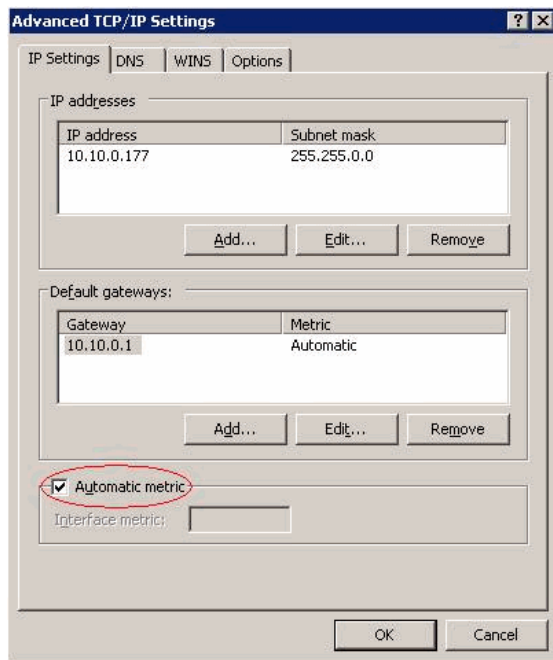 Advanced TCP/IP Settings
IP Settings DNS WINS Options
IP addresses
IP address Subnet mask
10.10.0.177 255.255.0.0
Add... Edit... Remove
Default gateways:
Gateway Metric
10.10.0.1 Automatic
Add... Edit... Remove
Automatic metric
Interface metric:
OK Cancel